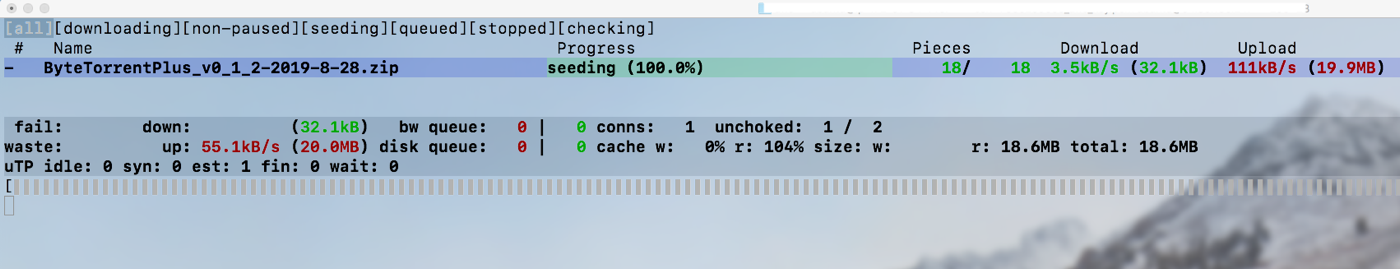 [all][downloading][non-paused][seeding][queued][stopped][checking]
# Name Progress Pieces Download Upload
– ByteTorrentPlus_v0_1_2-2019-8-28.zip seeding (100.0%) 18/ 18 3.5kB/s (32.1kB) 111kB/s (19.9MB)
fail: down: (32.1kB) bw queue: 0 | 0 conns: 1 unchoked: 1 / 2
waste: up: 55.1kB/s (20.0MB) disk queue: 0 | 0 cache w: 0% r: 104% size: w: r: 18.6MB total: 18.6MB
uTP idle: 0 syn: 0 est: 1 fin: 0 wait: 0
[